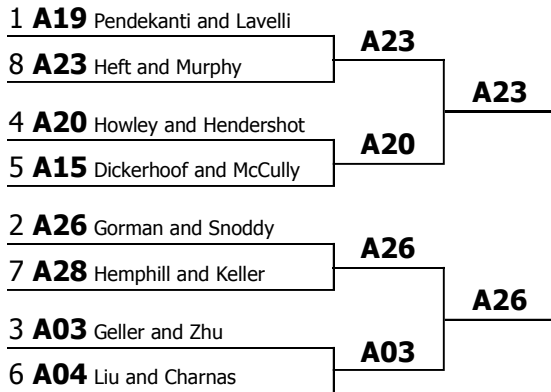 1 A19 Pendekanti and Lavelli
A23
8 A23 Heft and Murphy
A23
4 A20 Howley and Hendershot
A20
5 A15 Dickerhoof and McCully
2 A26 Gorman and Snoddy
A26
7 A28 Hemphill and Keller
A26
3 A03 Geller and Zhu
A03
6 A04 Liu and Charnas